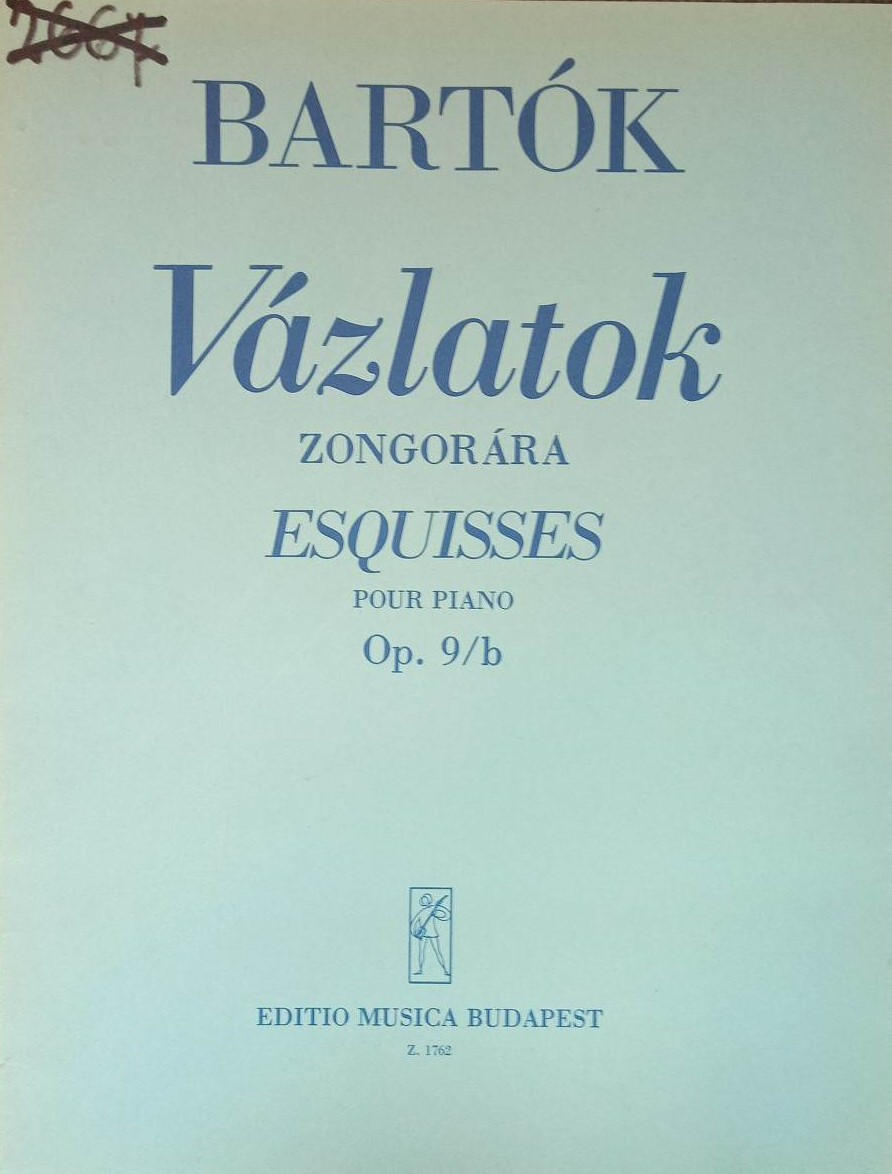 BARTÓK
Vázlatok
ZONGORÁRA
ESQUISSES
POUR PIANO
Op. 9/b
EDITIO MUSICA BUDAPEST
Z. 1762